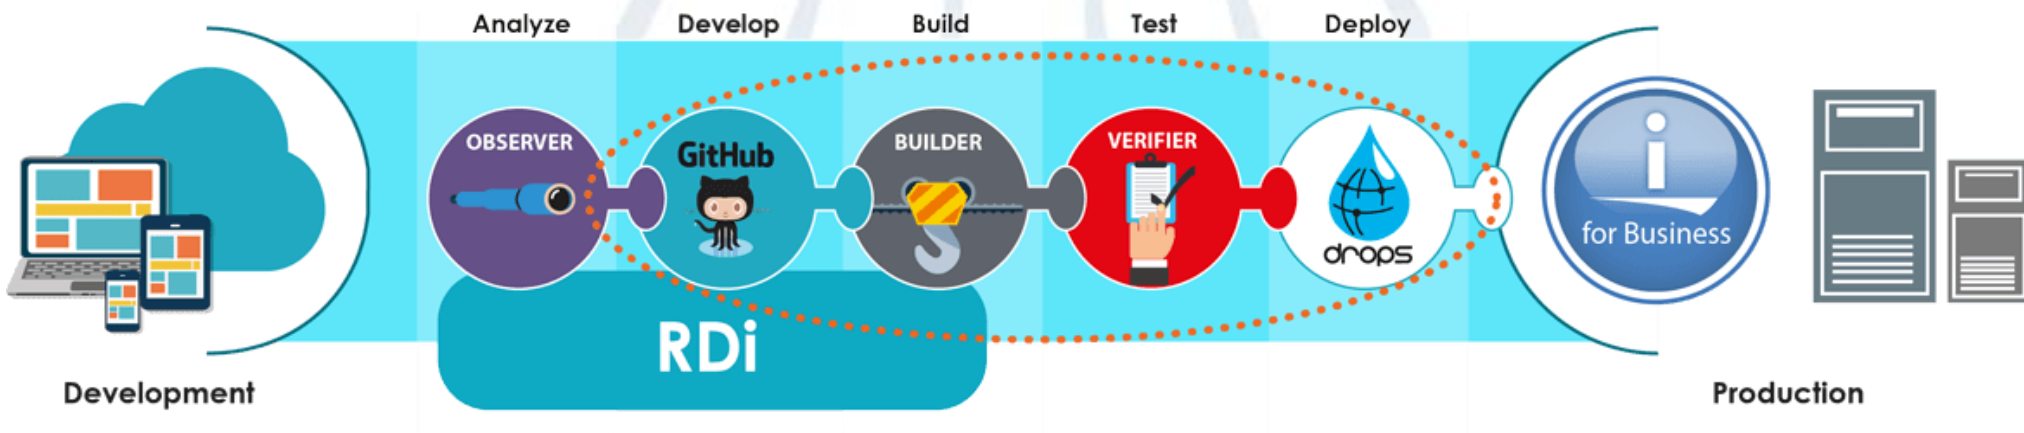 Analyze
Develop
Build
Test
Deploy
OBSERVER
GitHub
BUILDER
VERIFIER
drops
i
for Business
RDi
Development
Production